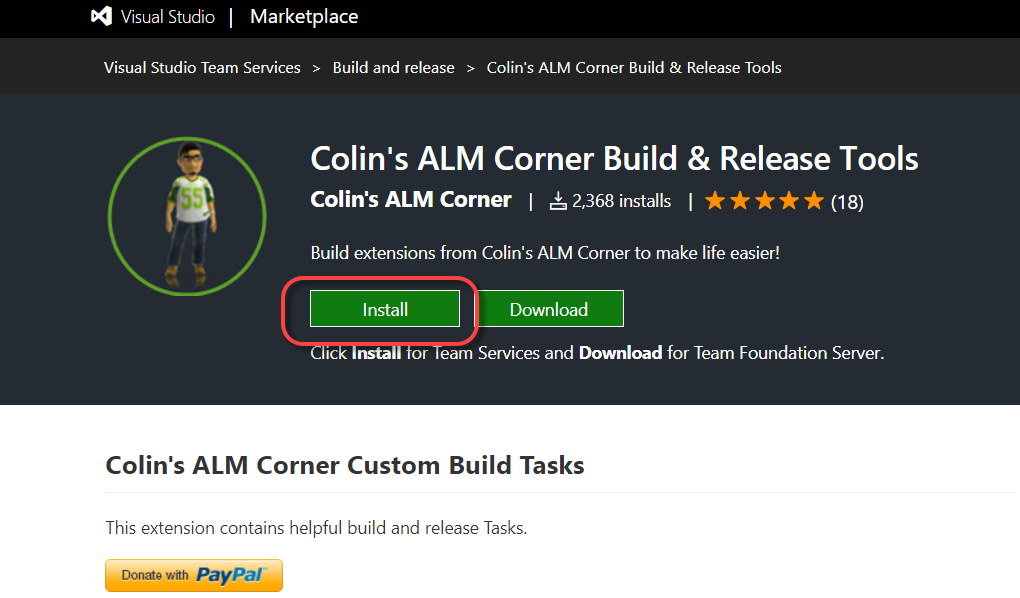 Visual Studio | Marketplace
Visual Studio Team Services > Build and release > Colin's ALM Corner Build & Release Tools
55
Colin's ALM Corner Build & Release Tools
Colin's ALM Corner | 2,368 installs | (18)
Build extensions from Colin's ALM Corner to make life easier!
Install Download
Click Install for Team Services and Download for Team Foundation Server.
Colin's ALM Corner Custom Build Tasks
This extension contains helpful build and release Tasks.
Donate with PayPal